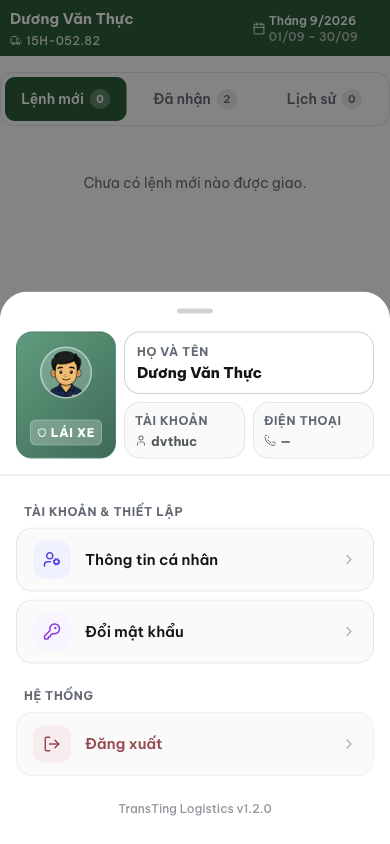 Dương Văn Thực
15H-052.82
Tháng 9/2026
01/09 – 30/09
Lệnh mới 0
Đã nhận 2
Lịch sử 0
Chưa có lệnh mới nào được giao.
HỌ VÀ TÊN
Dương Văn Thực
LÁI XE
TÀI KHOẢN
dvthuc
ĐIỆN THOẠI
—
TÀI KHOẢN & THIẾT LẬP
Thông tin cá nhân
Đổi mật khẩu
HỆ THỐNG
Đăng xuất
TransTing Logistics v1.2.0